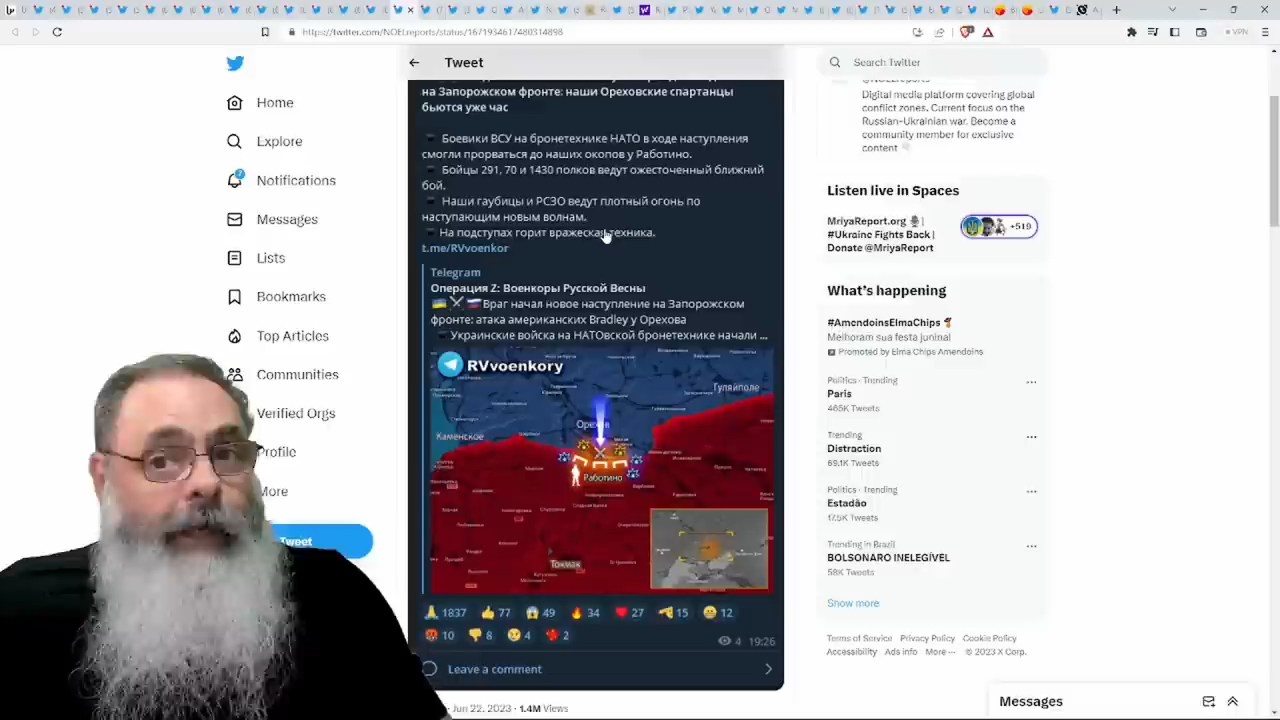 https://twitter.com/NOELreports/status/1671934617480314898
VPN
Home
Explore
Notifications
Messages
Lists
Bookmarks
Top Articles
Communities
Verified Orgs
Profile
More
Tweet
Tweet
на Запорожском фронте: наши Ореховские спартанцы
бьются уже час
Боевики ВСУ на бронетехнике НАТО в ходе наступления
смогли прорваться до наших окопов у Работино.
Бойцы 291, 70 и 1430 полков ведут ожесточенный ближний
бой.
Наши гаубицы и РСЗО ведут плотный огонь по
наступающим новым волнам.
На подступах горит вражеская техника.
t.me/RVvoenkor
Telegram
Операция Z: Военкоры Русской Весны
🇺🇦⚔️🇷🇺Враг начал новое наступление на Запорожском
фронте: атака американских Bradley у Орехова
Украинские войска на НАТОвской бронетехнике начали ...
RVvoenkory
Гуляйполе
Орехов
Каменское
Работино
Токмак
🙏 1837 👍 77 😱 49 🔥 34 ❤ 27 15 12
10 👎 8 😢 4 2
4 19:26
Leave a comment
Jun 22, 2023 · 1.4M Views
Search Twitter
@NOELreports
Digital media platform covering global
conflict zones. Current focus on the
Russian-Ukrainian war. Become a
community member for exclusive
content
Listen live in Spaces
MriyaReport.org 🎙️ |
#Ukraine Fights Back |
Donate @MriyaReport
+519
What's happening
#AmendoinsElmaChips
Melhoram sua festa junina!
Promoted by Elma Chips Amendoins
Politics · Trending
Paris
465K Tweets
Trending
Distraction
69.1K Tweets
Politics · Trending
Estadão
17.5K Tweets
Trending in Brazil
BOLSONARO INELEGÍVEL
58K Tweets
Show more
Terms of Service Privacy Policy Cookie Policy
Accessibility Ads info More ··· © 2023 X Corp.
Messages